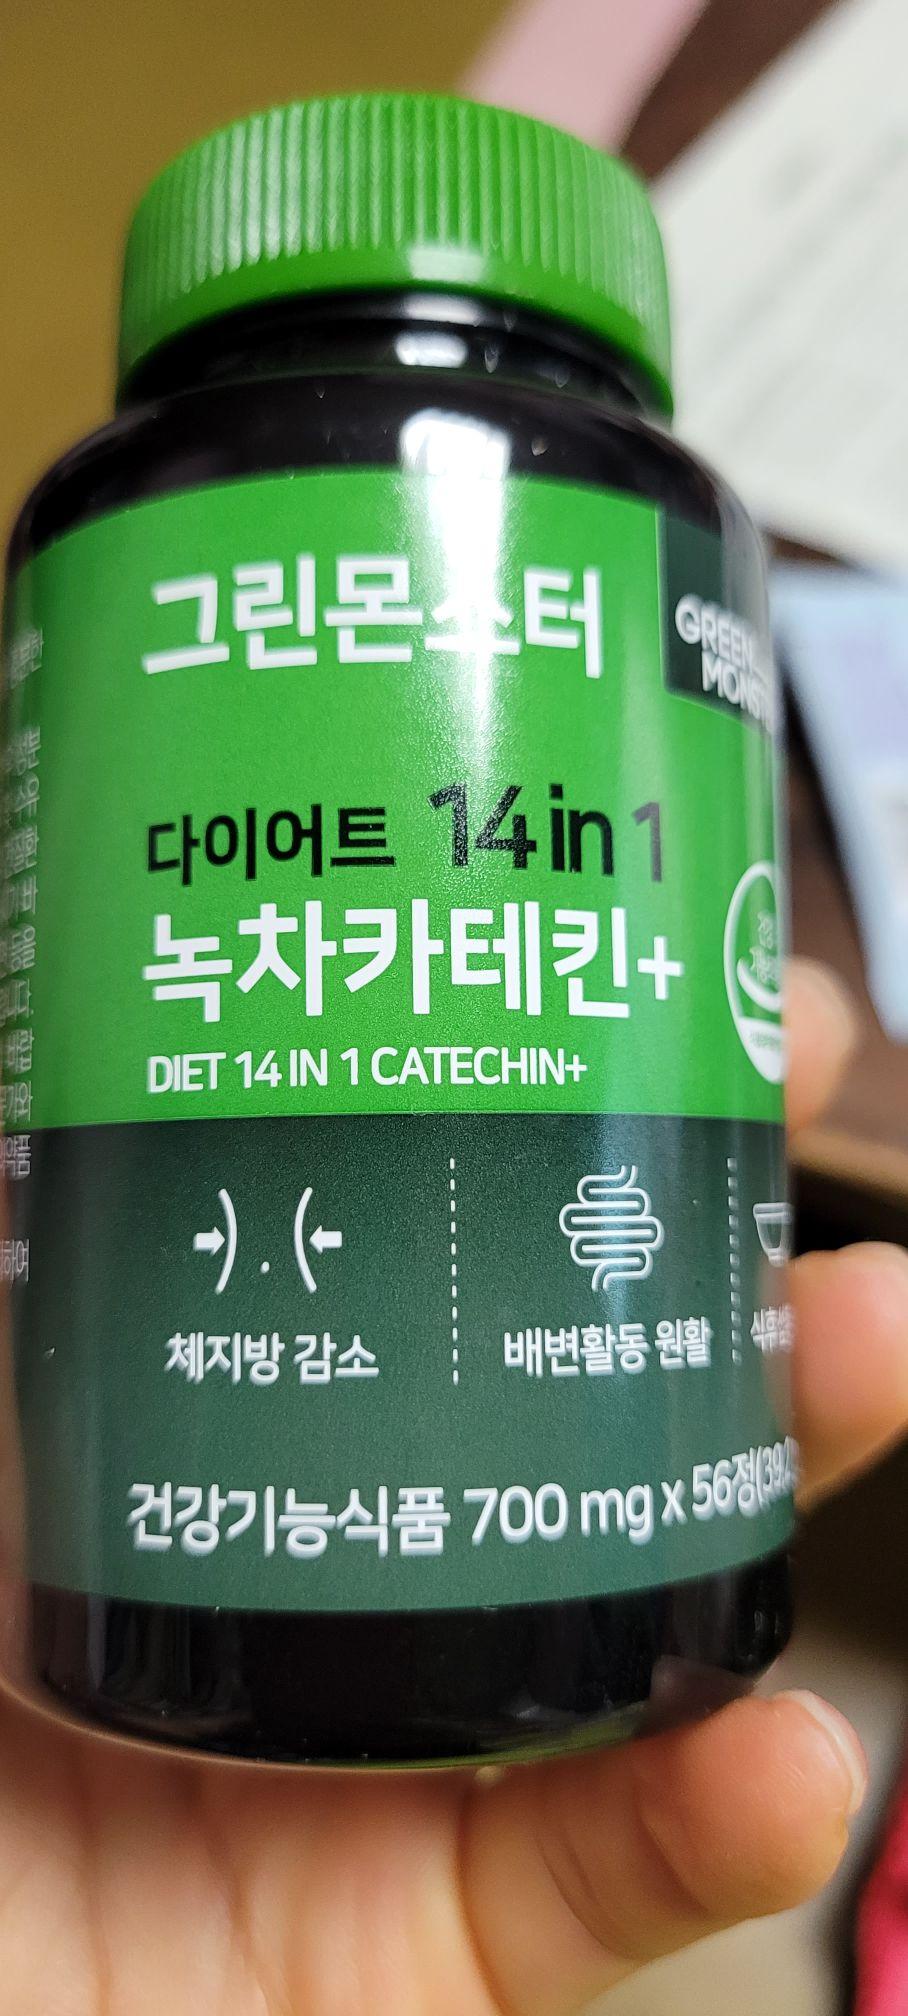 그린몬스터
GREEN
다이어트 14 in 1
녹차카테킨+
DIET 14 IN 1 CATECHIN+
체지방 감소
배변활동 원활
건강기능식품 700 mg x 56정